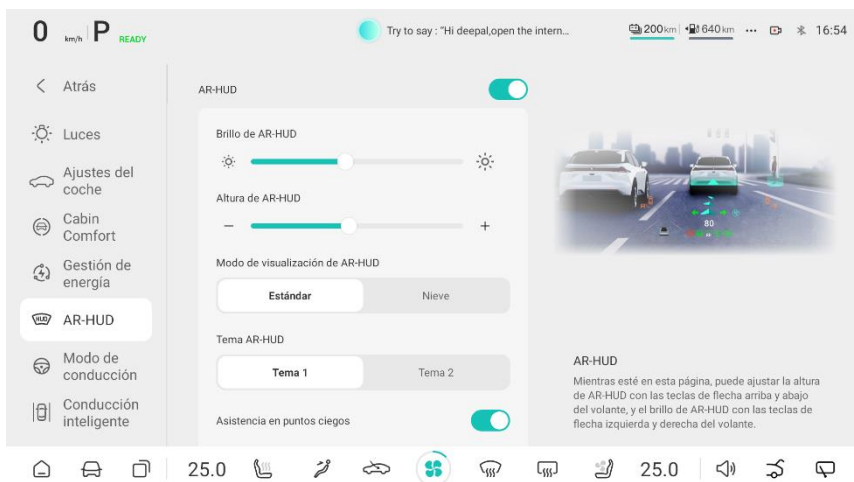 0 km/h P READY
Try to say : "Hi deepal,open the intern...
200 km 640 km ... 16:54
Atrás
Luces
Ajustes del
coche
Cabin
Comfort
Gestión de
energía
AR-HUD
Modo de
conducción
Conducción
inteligente
AR-HUD
Brillo de AR-HUD
Altura de AR-HUD
Modo de visualización de AR-HUD
Estándar Nieve
Tema AR-HUD
Tema 1 Tema 2
Asistencia en puntos ciegos
80
AR-HUD
Mientras esté en esta página, puede ajustar la altura
de AR-HUD con las teclas de flecha arriba y abajo
del volante, y el brillo de AR-HUD con las teclas de
flecha izquierda y derecha del volante.
25.0 25.0